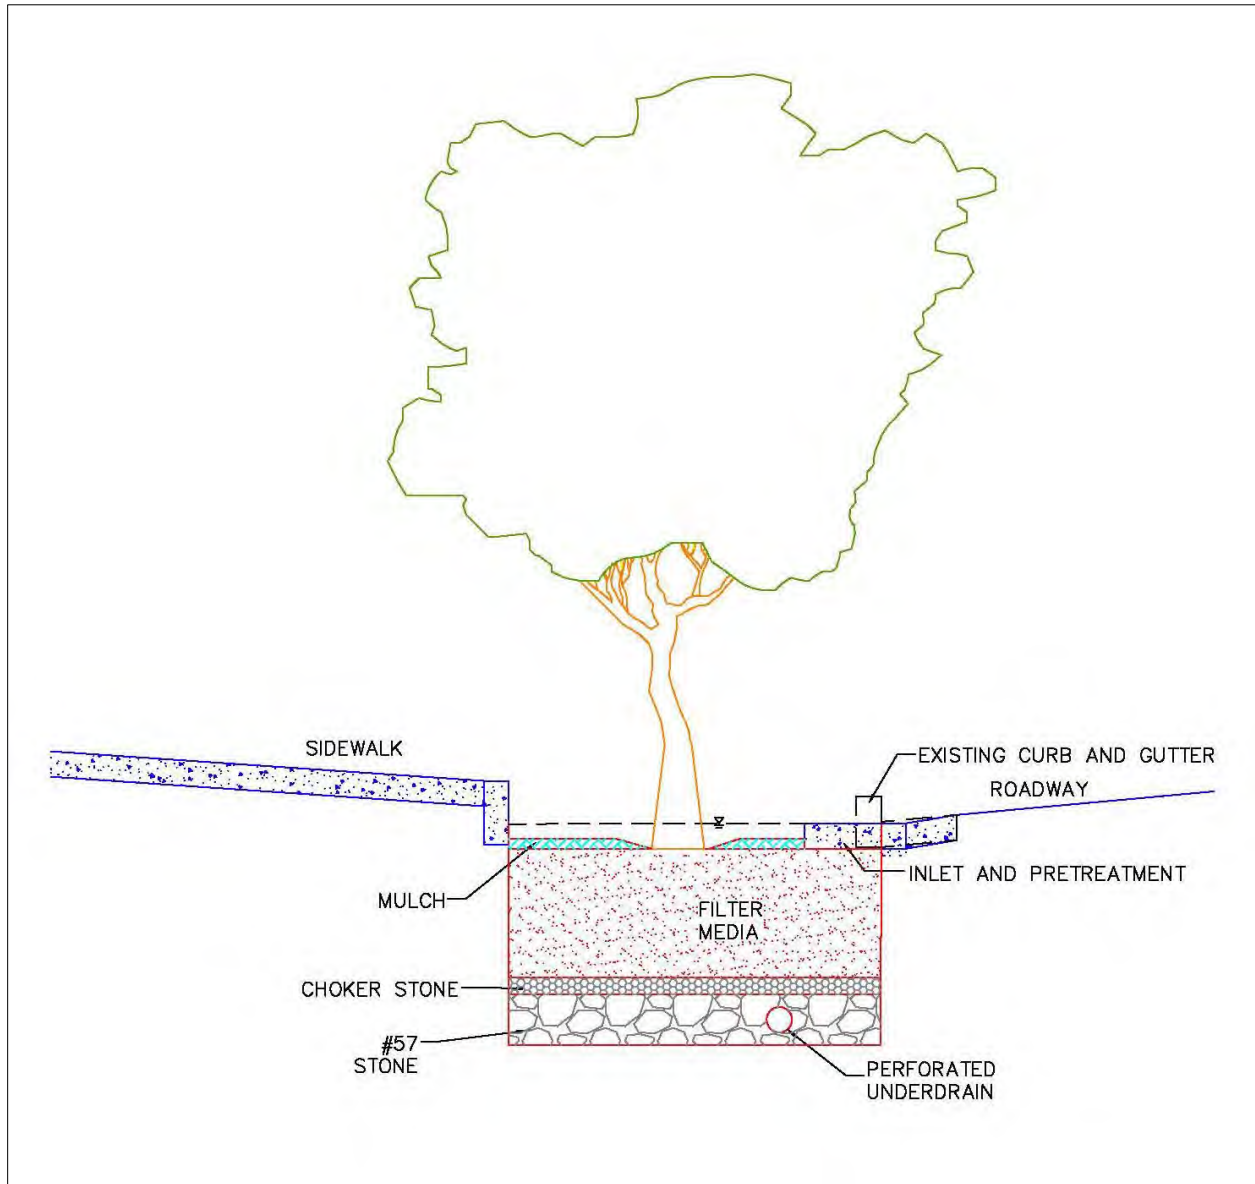 SIDEWALK
EXISTING CURB AND GUTTER
ROADWAY
INLET AND PRETREATMENT
MULCH
FILTER
MEDIA
CHOKER STONE
#57
STONE
PERFORATED
UNDERDRAIN